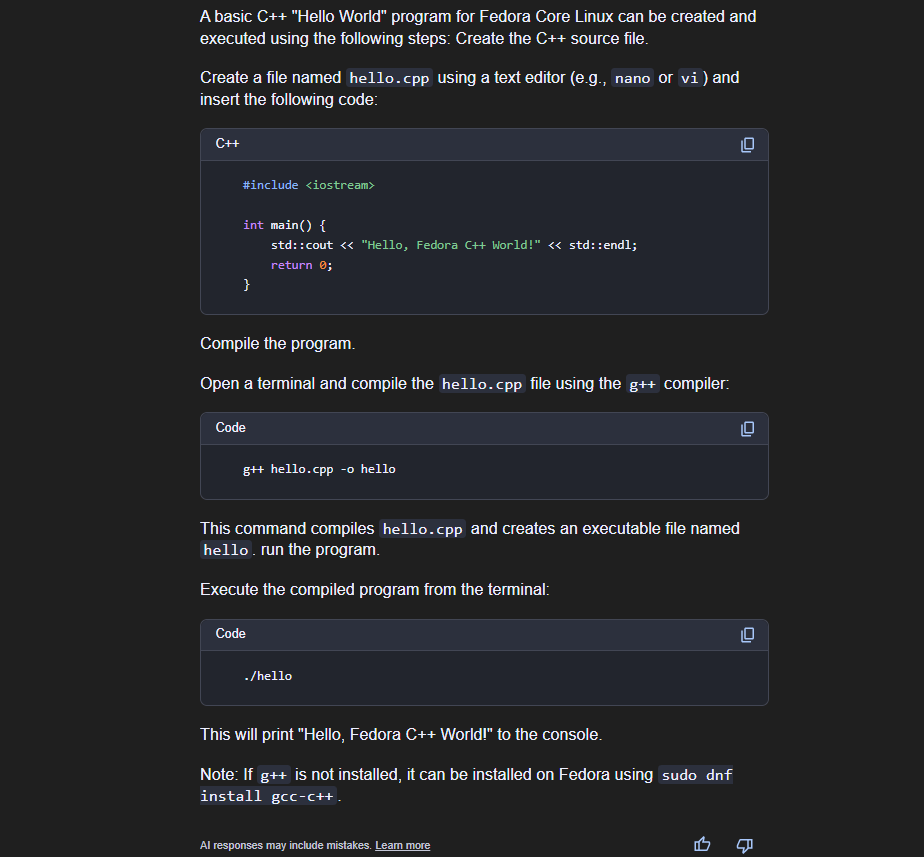 A basic C++ "Hello World" program for Fedora Core Linux can be created and
executed using the following steps: Create the C++ source file.
Create a file named hello.cpp using a text editor (e.g., nano or vi) and
insert the following code:
C++
#include <iostream>
int main() {
    std::cout << "Hello, Fedora C++ World!" << std::endl;
    return 0;
}
Compile the program.
Open a terminal and compile the hello.cpp file using the g++ compiler:
Code
g++ hello.cpp -o hello
This command compiles hello.cpp and creates an executable file named
hello. run the program.
Execute the compiled program from the terminal:
Code
./hello
This will print "Hello, Fedora C++ World!" to the console.
Note: If g++ is not installed, it can be installed on Fedora using sudo dnf
install gcc-c++.
AI responses may include mistakes. Learn more